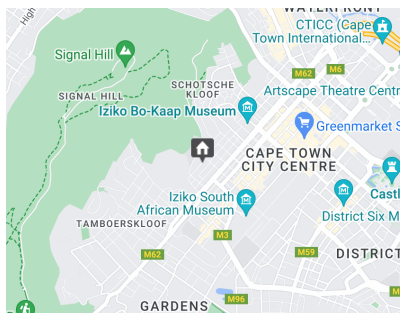 WATERFRONT
High
CTICC (Cape
Town International...
Signal Hill
M6
M62
SCHOTSCHE
KLOOF
Artscape Theatre Centr
SIGNAL HILL
Iziko Bo-Kaap Museum
Greenmarket S
CAPE TOWN
CITY CENTRE
Iziko South
African Museum
Castl
District Six M
TAMBOERSKLOOF
M3
M62
M59
DISTRICT
M96
GARDENS